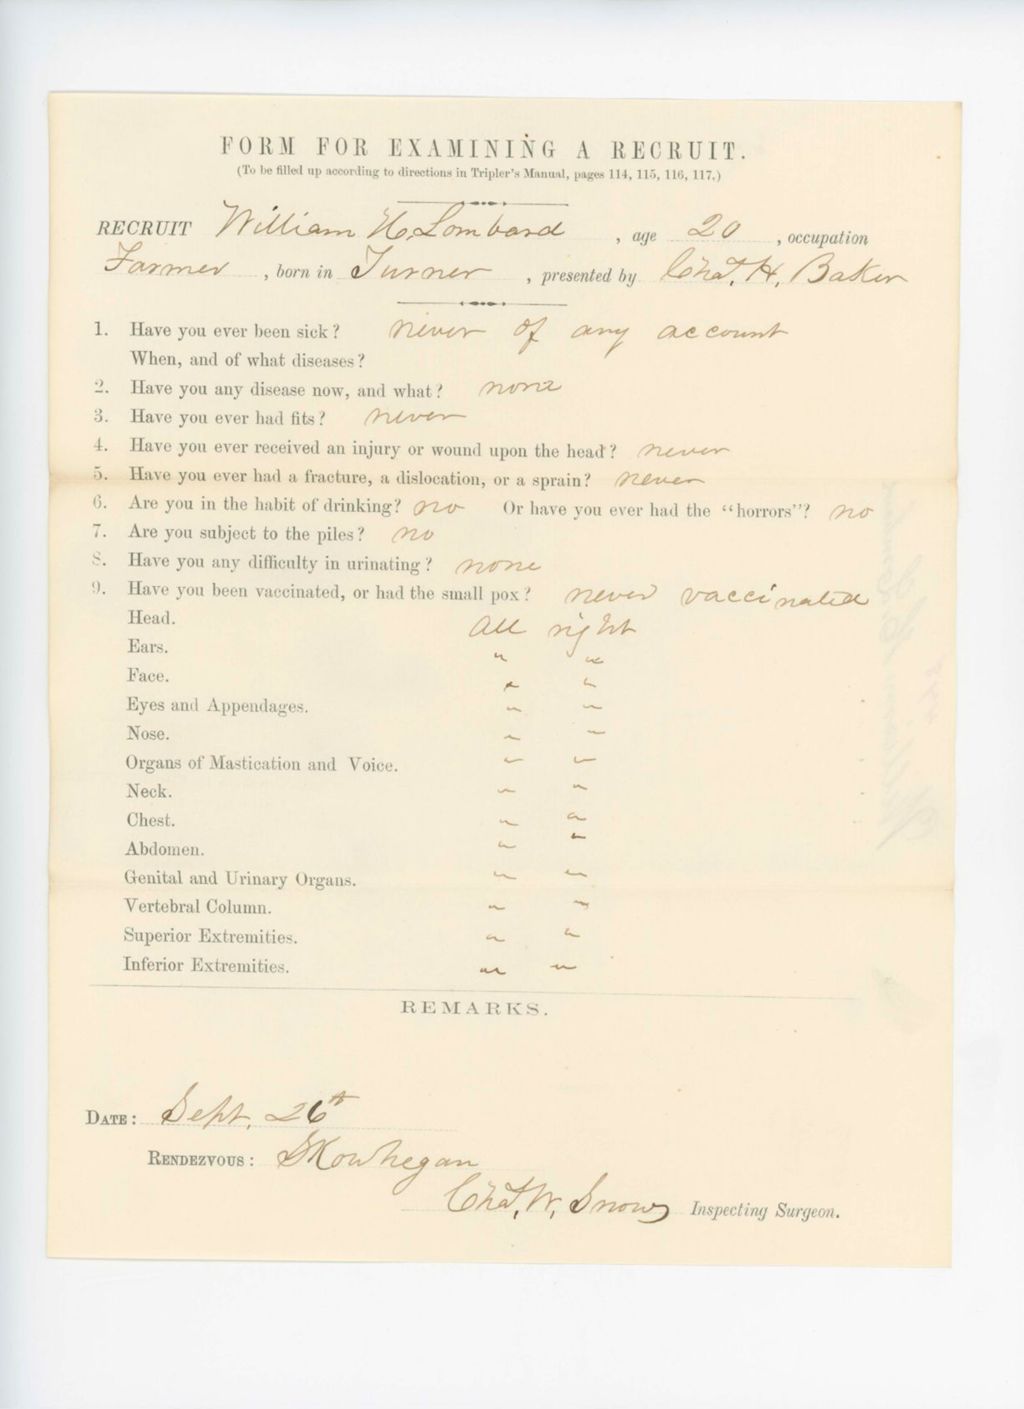 FORM FOR EXAMINING A RECRUIT.
(To be filled up according to directions in Tripler's Manual, pages 114, 115, 116, 117.)
RECRUIT William H. Lombard, age 20, occupation
Farmer, born in Turner, presented by Chas. H. Baker
1. Have you ever been sick? never of any account
When, and of what diseases?
2. Have you any disease now, and what? none
3. Have you ever had fits? never
4. Have you ever received an injury or wound upon the head? never
5. Have you ever had a fracture, a dislocation, or a sprain? never
6. Are you in the habit of drinking? no Or have you ever had the "horrors"? no
7. Are you subject to the piles? no
8. Have you any difficulty in urinating? none
9. Have you been vaccinated, or had the small pox? never vaccinated
Head. All right
Ears. " "
Face. " "
Eyes and Appendages. " "
Nose. " "
Organs of Mastication and Voice. " "
Neck. " "
Chest. " "
Abdomen. " "
Genital and Urinary Organs. " "
Vertebral Column. " "
Superior Extremities. " "
Inferior Extremities. " "
REMARKS.
DATE: Sept. 26th
RENDEZVOUS: Skowhegan
Chas. W. Snow Inspecting Surgeon.